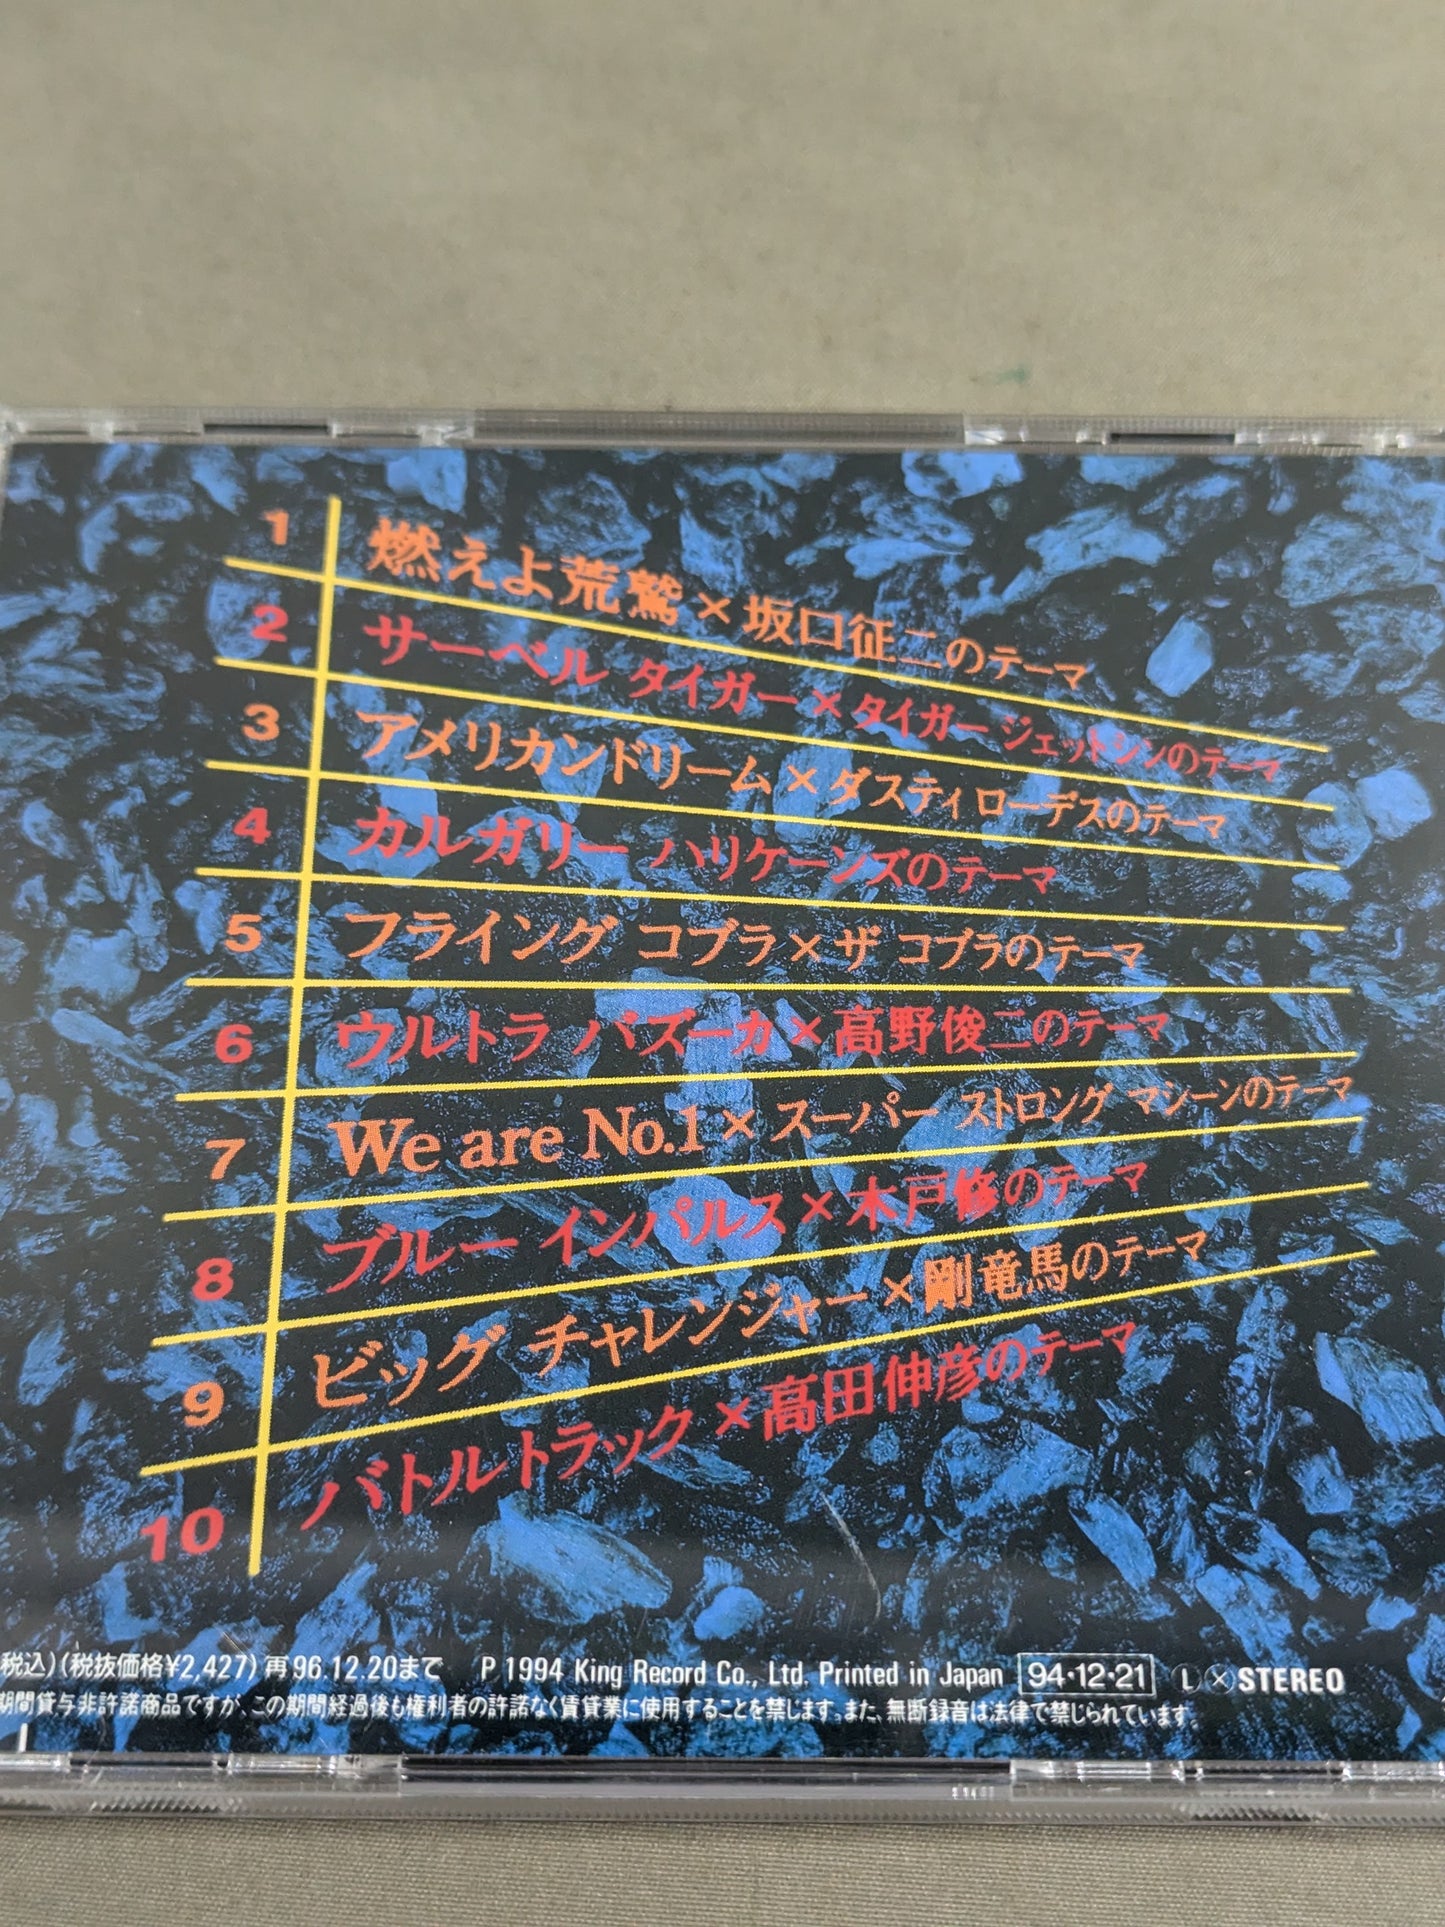 1 燃えよ荒鷲×坂口征二のテーマ
2 サーベル タイガー×タイガー ジェット シンのテーマ
3 アメリカンドリーム×ダスティ ローデスのテーマ
4 カルガリー ハリケーンズのテーマ
5 フライング コブラ×ザ コブラのテーマ
6 ウルトラ バズーカ×高野俊二のテーマ
7 We are No.1×スーパー ストロング マシーンのテーマ
8 ブルー インパルス×木戸修のテーマ
9 ビッグ チャレンジャー×剛竜馬のテーマ
10 バトルトラック×高田伸彦のテーマ
税込)(税抜価格¥2,427)再96.12.20まで P 1994 King Record Co., Ltd. Printed in Japan 94・12・21 L × STEREO
期間貸与非許諾商品ですが、この期間経過後も権利者の許諾なく賃貸業に使用することを禁じます。また、無断録音は法律で禁じられています。